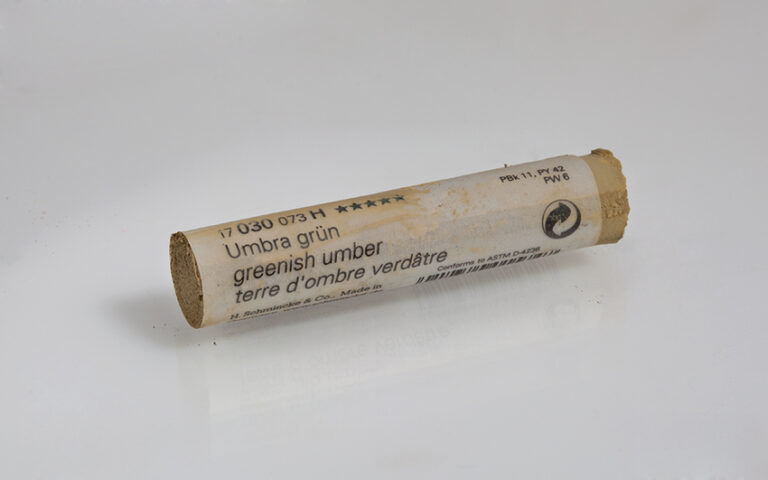 17 030 073 H ★★★★★
Umbra grün
greenish umber
terre d'ombre verdâtre
H. Schmincke & Co., Made in
PBk 11, PY 42
PW 6
Conforms to ASTM D-4236